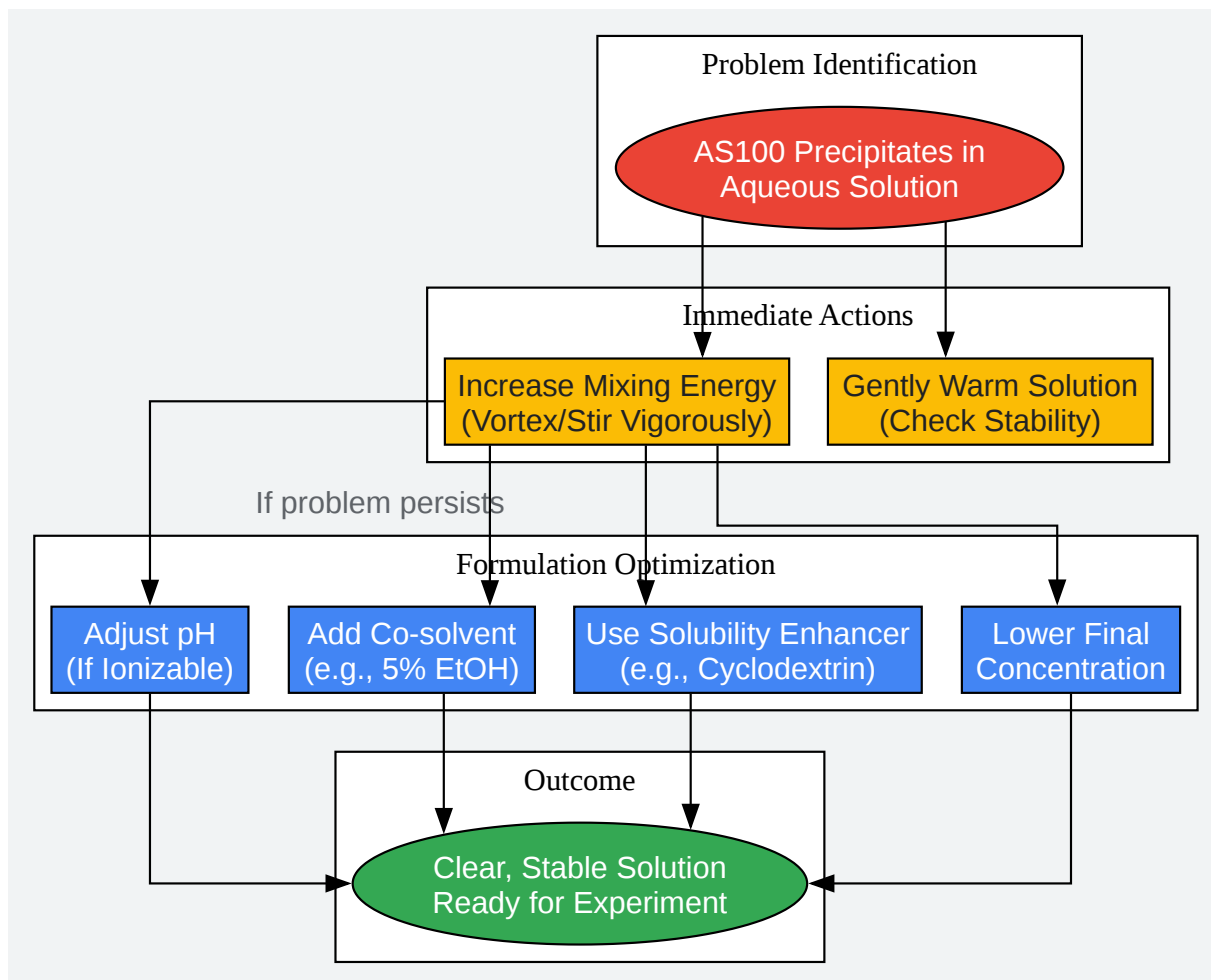 Problem Identification
AS100 Precipitates in
Aqueous Solution
Immediate Actions
Increase Mixing Energy
(Vortex/Stir Vigorously)
Gently Warm Solution
(Check Stability)
If problem persists
Formulation Optimization
Adjust pH
(If Ionizable)
Add Co-solvent
(e.g., 5% EtOH)
Use Solubility Enhancer
(e.g., Cyclodextrin)
Lower Final
Concentration
Outcome
Clear, Stable Solution
Ready for Experiment